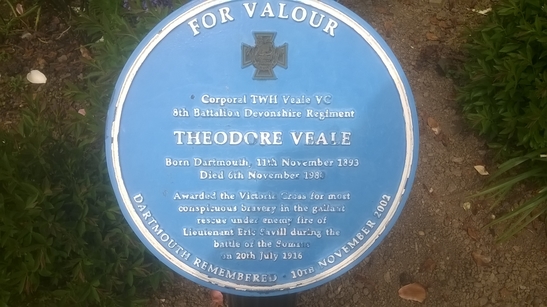 FOR VALOUR
Corporal TWH Veale VC
8th Battalion Devonshire Regiment
THEODORE VEALE
Born Dartmouth, 11th November 1893
Died 6th November 1980
Awarded the Victoria Cross for most
conspicuous bravery in the gallant
rescue under enemy fire of
Lieutenant Eric Savill during the
battle of the Somme
on 20th July 1916
DARTMOUTH REMEMBERED - 10th NOVEMBER 2002